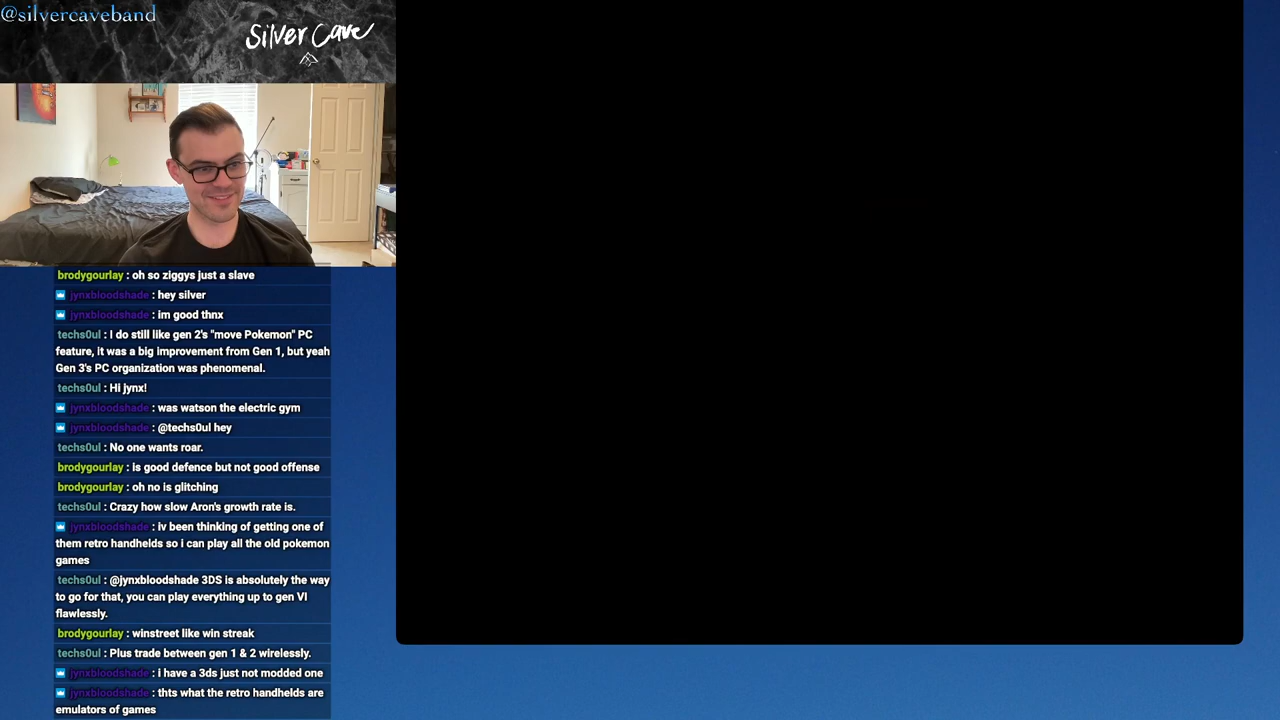 @silvercaveband
Silver Cave
brodygourlay : oh so ziggys just a slave
jynxbloodshade : hey silver
jynxbloodshade : im good thnx
techs0ul : I do still like gen 2's "move Pokemon" PC
feature, it was a big improvement from Gen 1, but yeah
Gen 3's PC organization was phenomenal.
techs0ul : Hi jynx!
jynxbloodshade : was watson the electric gym
jynxbloodshade : @techs0ul hey
techs0ul : No one wants roar.
brodygourlay : is good defence but not good offense
brodygourlay : oh no is glitching
techs0ul : Crazy how slow Aron's growth rate is.
jynxbloodshade : iv been thinking of getting one of
them retro handhelds so i can play all the old pokemon
games
techs0ul : @jynxbloodshade 3DS is absolutely the way
to go for that, you can play everything up to gen VI
flawlessly.
brodygourlay : winstreet like win streak
techs0ul : Plus trade between gen 1 & 2 wirelessly.
jynxbloodshade : i have a 3ds just not modded one
jynxbloodshade : thts what the retro handhelds are
emulators of games